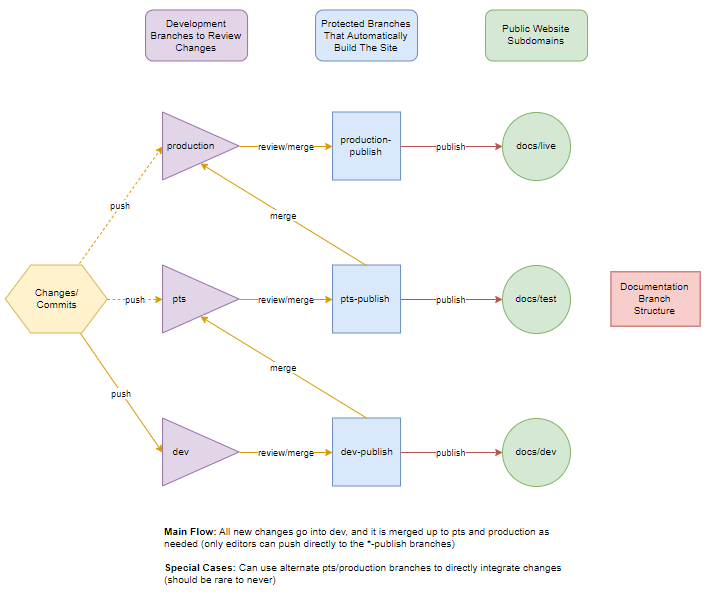 Development
Branches to Review
Changes
Protected Branches
That Automatically
Build The Site
Public Website
Subdomains
production
review/merge
production-
publish
publish
docs/live
push
merge
Changes/
Commits
push
pts
review/merge
pts-publish
publish
docs/test
Documentation
Branch
Structure
merge
push
dev
review/merge
dev-publish
publish
docs/dev
Main Flow: All new changes go into dev, and it is merged up to pts and production as
needed (only editors can push directly to the *-publish branches)
Special Cases: Can use alternate pts/production branches to directly integrate changes
(should be rare to never)